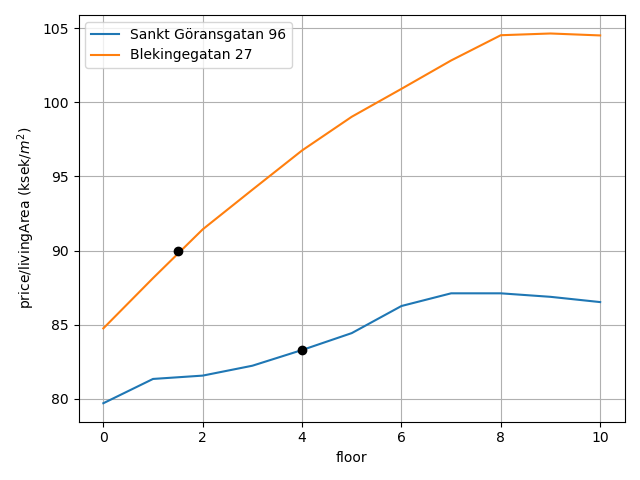 Sankt Göransgatan 96
Blekingegatan 27
price/livingArea (ksek/m²)
105
100
95
90
85
80
0 2 4 6 8 10
floor